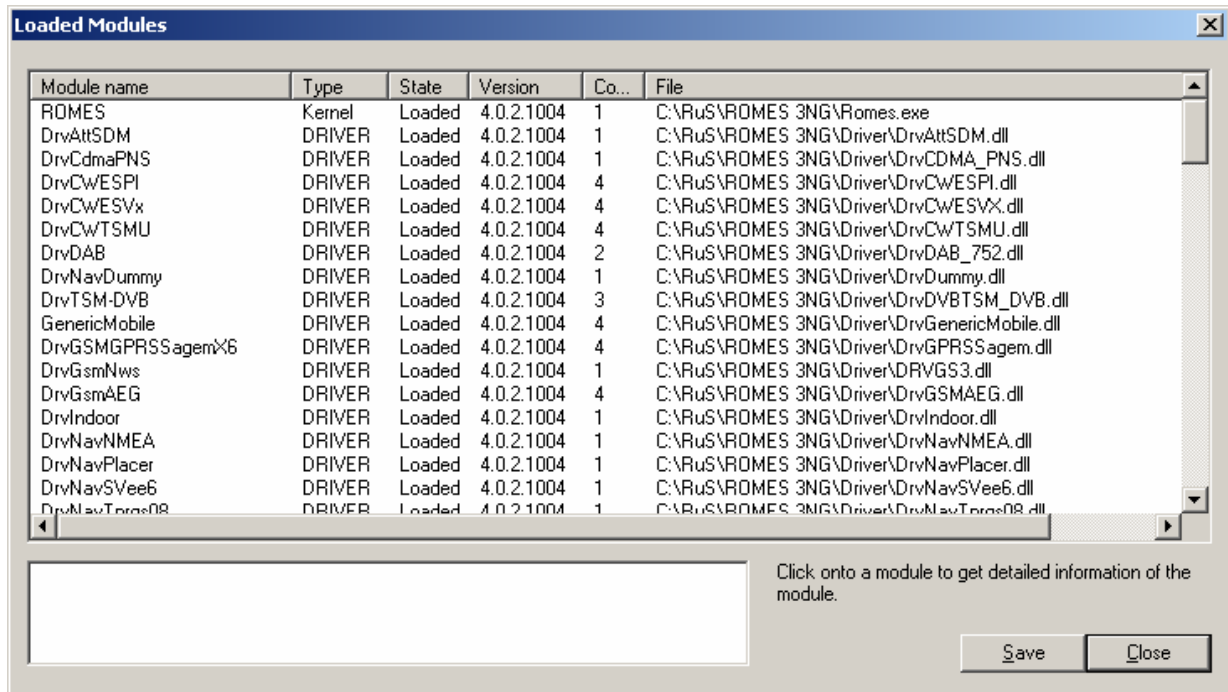 Loaded Modules
Module name Type State Version Co... File
ROMES Kernel Loaded 4.0.2.1004 1 C:\RuS\ROMES 3NG\Romes.exe
DrvAttSDM DRIVER Loaded 4.0.2.1004 1 C:\RuS\ROMES 3NG\Driver\DrvAttSDM.dll
DrvCdmaPNS DRIVER Loaded 4.0.2.1004 1 C:\RuS\ROMES 3NG\Driver\DrvCDMA_PNS.dll
DrvCWESPI DRIVER Loaded 4.0.2.1004 4 C:\RuS\ROMES 3NG\Driver\DrvCWESPI.dll
DrvCWESVx DRIVER Loaded 4.0.2.1004 4 C:\RuS\ROMES 3NG\Driver\DrvCWESVX.dll
DrvCWTSMU DRIVER Loaded 4.0.2.1004 4 C:\RuS\ROMES 3NG\Driver\DrvCWTSMU.dll
DrvDAB DRIVER Loaded 4.0.2.1004 2 C:\RuS\ROMES 3NG\Driver\DrvDAB_752.dll
DrvNavDummy DRIVER Loaded 4.0.2.1004 1 C:\RuS\ROMES 3NG\Driver\DrvDummy.dll
DrvTSM-DVB DRIVER Loaded 4.0.2.1004 3 C:\RuS\ROMES 3NG\Driver\DrvDVBTSM_DVB.dll
GenericMobile DRIVER Loaded 4.0.2.1004 4 C:\RuS\ROMES 3NG\Driver\DrvGenericMobile.dll
DrvGSMGPRSSagemX6 DRIVER Loaded 4.0.2.1004 4 C:\RuS\ROMES 3NG\Driver\DrvGPRSSagem.dll
DrvGsmNws DRIVER Loaded 4.0.2.1004 1 C:\RuS\ROMES 3NG\Driver\DRVGS3.dll
DrvGsmAEG DRIVER Loaded 4.0.2.1004 4 C:\RuS\ROMES 3NG\Driver\DrvGSMAEG.dll
DrvIndoor DRIVER Loaded 4.0.2.1004 1 C:\RuS\ROMES 3NG\Driver\DrvIndoor.dll
DrvNavNMEA DRIVER Loaded 4.0.2.1004 1 C:\RuS\ROMES 3NG\Driver\DrvNavNMEA.dll
DrvNavPlacer DRIVER Loaded 4.0.2.1004 1 C:\RuS\ROMES 3NG\Driver\DrvNavPlacer.dll
DrvNavSVee6 DRIVER Loaded 4.0.2.1004 1 C:\RuS\ROMES 3NG\Driver\DrvNavSVee6.dll
DRIVER Loaded 4.0.2.1004 1
Click onto a module to get detailed information of the
module.
Save Close